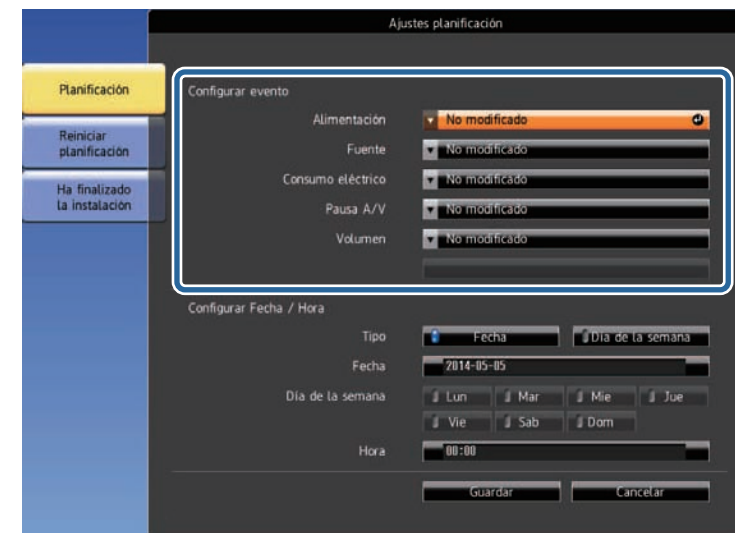 Ajustes planificación
Planificación
Reiniciar
planificación
Ha finalizado
la instalación
Configurar evento
Alimentación No modificado
Fuente No modificado
Consumo eléctrico No modificado
Pausa A/V No modificado
Volumen No modificado
Configurar Fecha / Hora
Tipo Fecha Día de la semana
Fecha 2014-05-05
Día de la semana Lun Mar Mie Jue
Vie Sab Dom
Hora 00:00
Guardar Cancelar